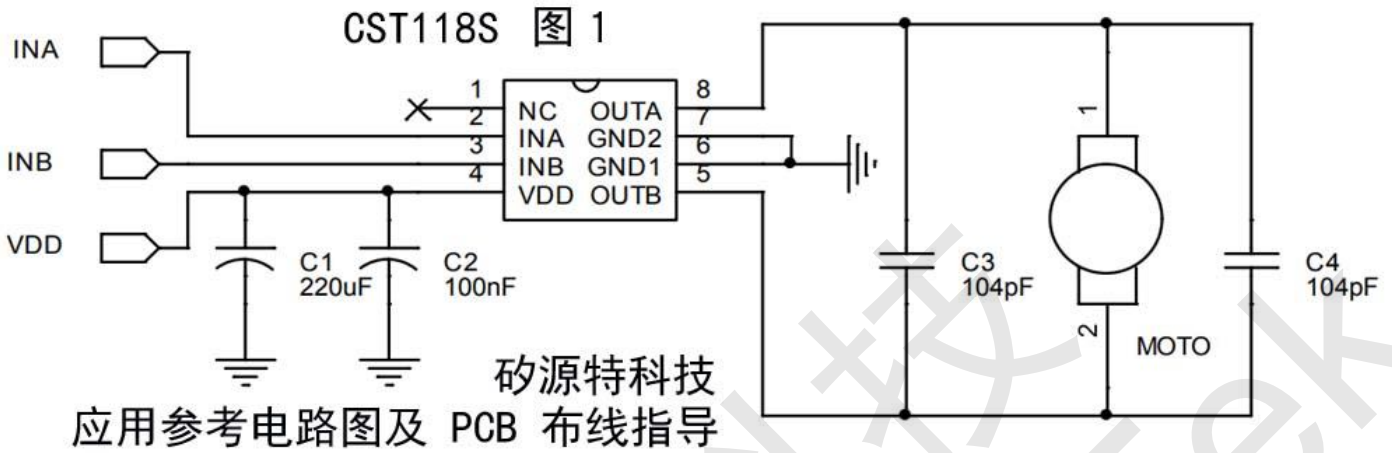 CST118S 图 1
INA
INB
VDD
1
2
3
4
NC OUTA
INA GND2
INB GND1
VDD OUTB
8
7
6
5
C1
220uF
C2
100nF
C3
104pF
1
2
MOTO
C4
104pF
矽源特科技
应用参考电路图及 PCB 布线指导